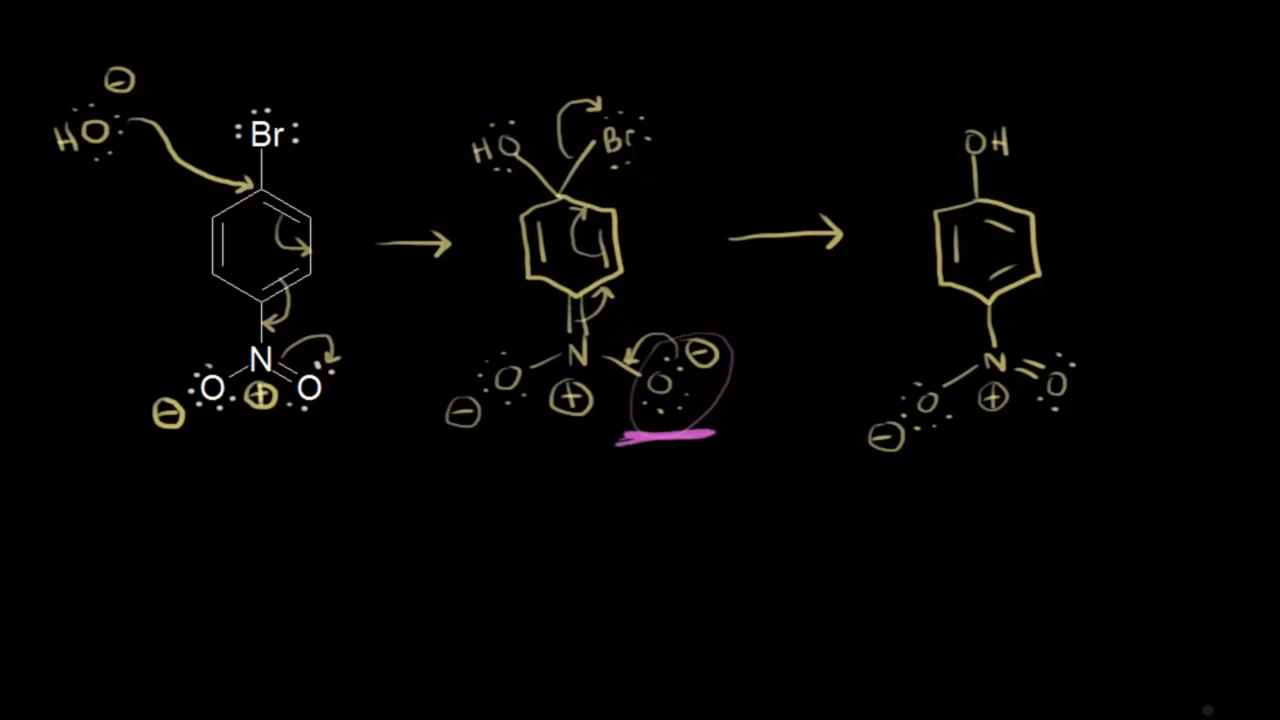 ⊖
HO Br HO Br OH
N N N
O ⊕ O O ⊖ O O
⊖ ⊖ ⊕ O ⊕
⊖